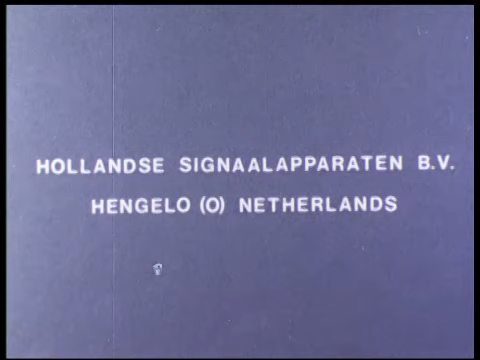 HOLLANDSE SIGNAALAPPARATEN B.V.
HENGELO (O) NETHERLANDS